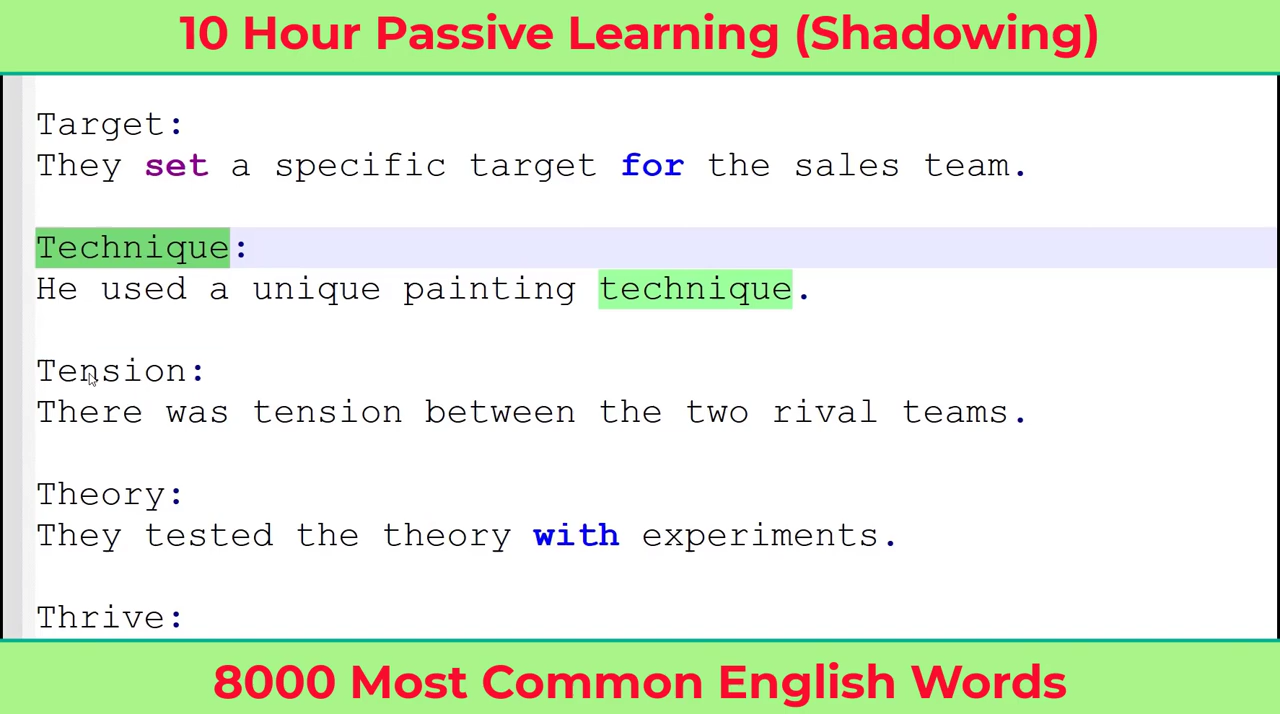 10 Hour Passive Learning (Shadowing)
Target:
They set a specific target for the sales team.
Technique:
He used a unique painting technique.
Tension:
There was tension between the two rival teams.
Theory:
They tested the theory with experiments.
Thrive:
8000 Most Common English Words